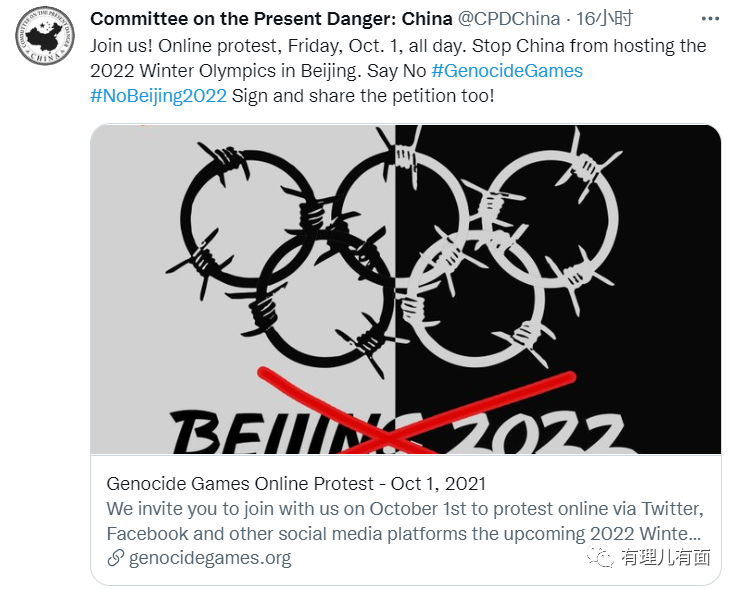 Committee on the Present Danger: China @CPDChina · 16小时
Join us! Online protest, Friday, Oct. 1, all day. Stop China from hosting the
2022 Winter Olympics in Beijing. Say No #GenocideGames
#NoBeijing2022 Sign and share the petition too!
BEIJING 2022
Genocide Games Online Protest - Oct 1, 2021
We invite you to join with us on October 1st to protest online via Twitter,
Facebook and other social media platforms the upcoming 2022 Winte...
genocidegames.org
有理儿有面